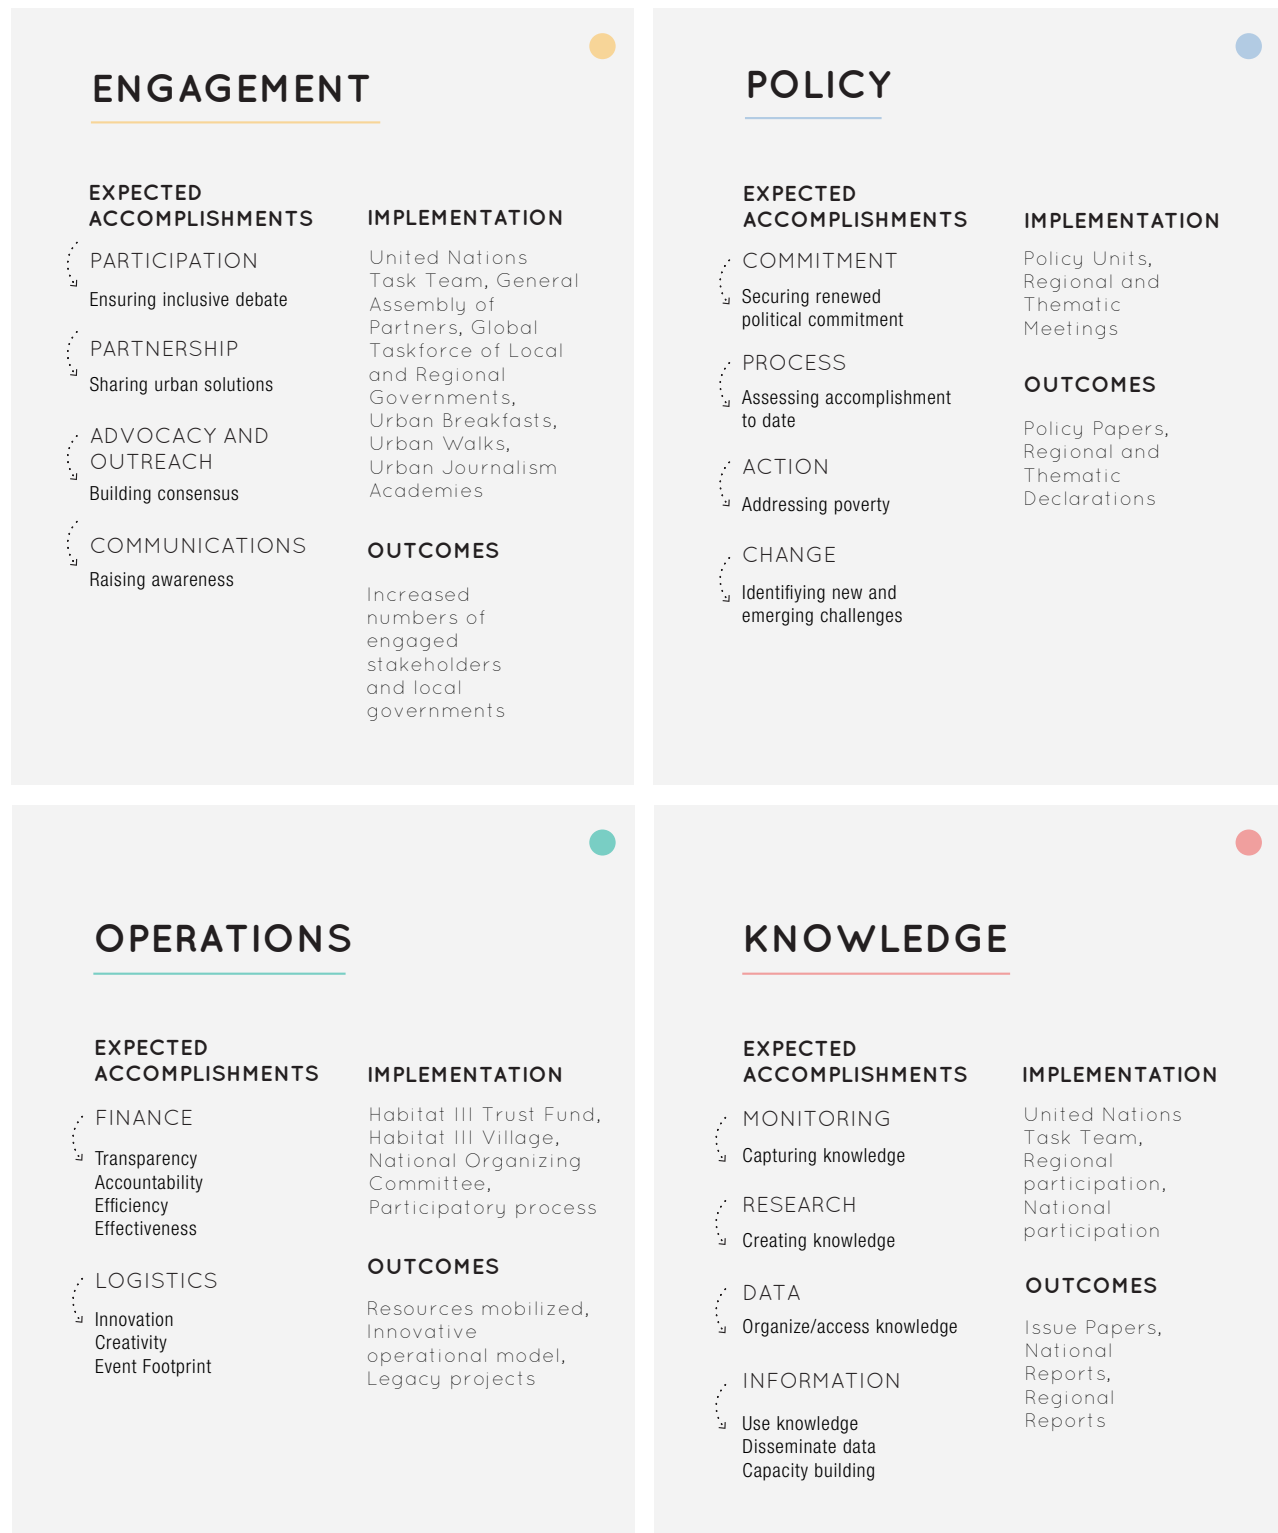 ENGAGEMENT
EXPECTED
ACCOMPLISHMENTS
PARTICIPATION
Ensuring inclusive debate
PARTNERSHIP
Sharing urban solutions
ADVOCACY AND
OUTREACH
Building consensus
COMMUNICATIONS
Raising awareness
IMPLEMENTATION
United Nations
Task Team, General
Assembly of
Partners, Global
Taskforce of Local
and Regional
Governments,
Urban Breakfasts,
Urban Walks,
Urban Journalism
Academies
OUTCOMES
Increased
numbers of
engaged
stakeholders
and local
governments
POLICY
EXPECTED
ACCOMPLISHMENTS
COMMITMENT
Securing renewed
political commitment
PROCESS
Assessing accomplishment
to date
ACTION
Addressing poverty
CHANGE
Identifiying new and
emerging challenges
IMPLEMENTATION
Policy Units,
Regional and
Thematic
Meetings
OUTCOMES
Policy Papers,
Regional and
Thematic
Declarations
OPERATIONS
EXPECTED
ACCOMPLISHMENTS
FINANCE
Transparency
Accountability
Efficiency
Effectiveness
LOGISTICS
Innovation
Creativity
Event Footprint
IMPLEMENTATION
Habitat III Trust Fund,
Habitat III Village,
National Organizing
Committee,
Participatory process
OUTCOMES
Resources mobilized,
Innovative
operational model,
Legacy projects
KNOWLEDGE
EXPECTED
ACCOMPLISHMENTS
MONITORING
Capturing knowledge
RESEARCH
Creating knowledge
DATA
Organize/access knowledge
INFORMATION
Use knowledge
Disseminate data
Capacity building
IMPLEMENTATION
United Nations
Task Team,
Regional
participation,
National
participation
OUTCOMES
Issue Papers,
National
Reports,
Regional
Reports